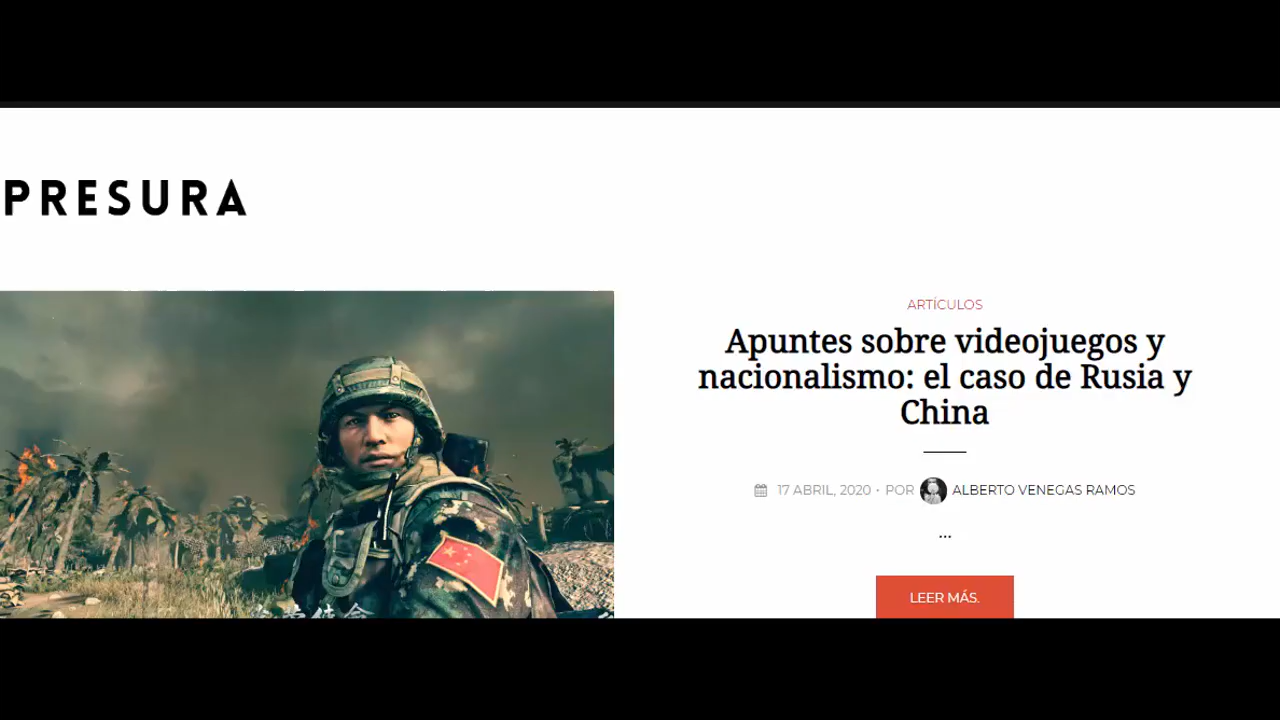 PRESURA
ARTÍCULOS
Apuntes sobre videojuegos y
nacionalismo: el caso de Rusia y
China
17 ABRIL, 2020 • POR ALBERTO VENEGAS RAMOS
...
LEER MÁS.